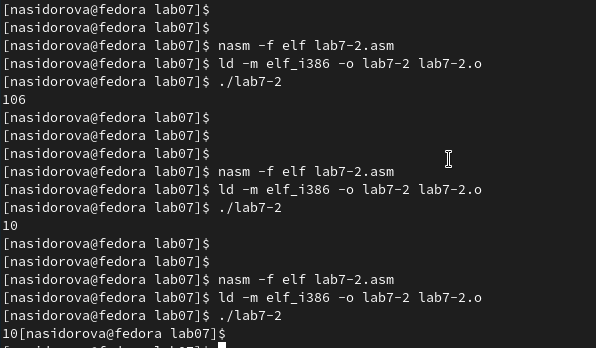 [nasidorova@fedora lab07]$
[nasidorova@fedora lab07]$
[nasidorova@fedora lab07]$ nasm -f elf lab7-2.asm
[nasidorova@fedora lab07]$ ld -m elf_i386 -o lab7-2 lab7-2.o
[nasidorova@fedora lab07]$ ./lab7-2
106
[nasidorova@fedora lab07]$
[nasidorova@fedora lab07]$
[nasidorova@fedora lab07]$
[nasidorova@fedora lab07]$ nasm -f elf lab7-2.asm
[nasidorova@fedora lab07]$ ld -m elf_i386 -o lab7-2 lab7-2.o
[nasidorova@fedora lab07]$ ./lab7-2
10
[nasidorova@fedora lab07]$
[nasidorova@fedora lab07]$
[nasidorova@fedora lab07]$ nasm -f elf lab7-2.asm
[nasidorova@fedora lab07]$ ld -m elf_i386 -o lab7-2 lab7-2.o
[nasidorova@fedora lab07]$ ./lab7-2
10[nasidorova@fedora lab07]$